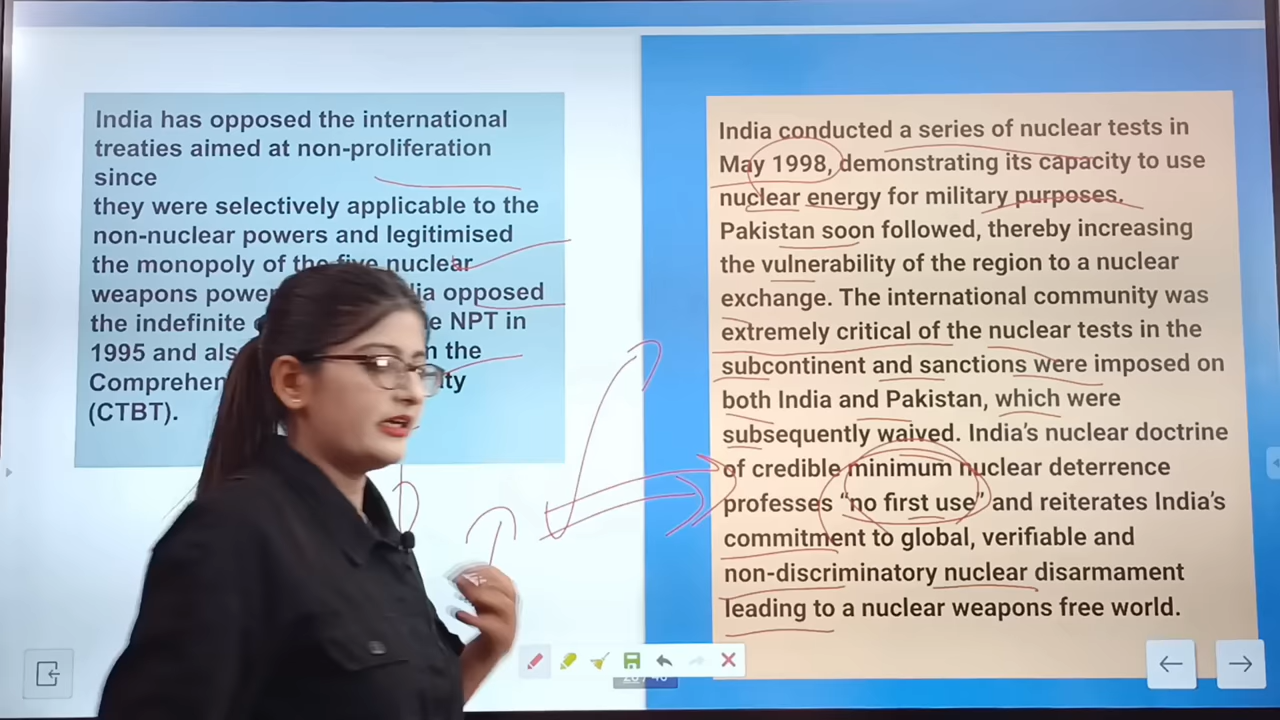 India has opposed the international
treaties aimed at non-proliferation
since
they were selectively applicable to the
non-nuclear powers and legitimised
the monopoly of the five nuclear
weapons opposed
the indefinite NPT in
1995 and the
(CTBT).
India conducted a series of nuclear tests in
May 1998, demonstrating its capacity to use
nuclear energy for military purposes.
Pakistan soon followed, thereby increasing
the vulnerability of the region to a nuclear
exchange. The international community was
extremely critical of the nuclear tests in the
subcontinent and sanctions were imposed on
both India and Pakistan, which were
subsequently waived. India’s nuclear doctrine
of credible minimum nuclear deterrence
professes “no first use” and reiterates India’s
commitment to global, verifiable and
non-discriminatory nuclear disarmament
leading to a nuclear weapons free world.